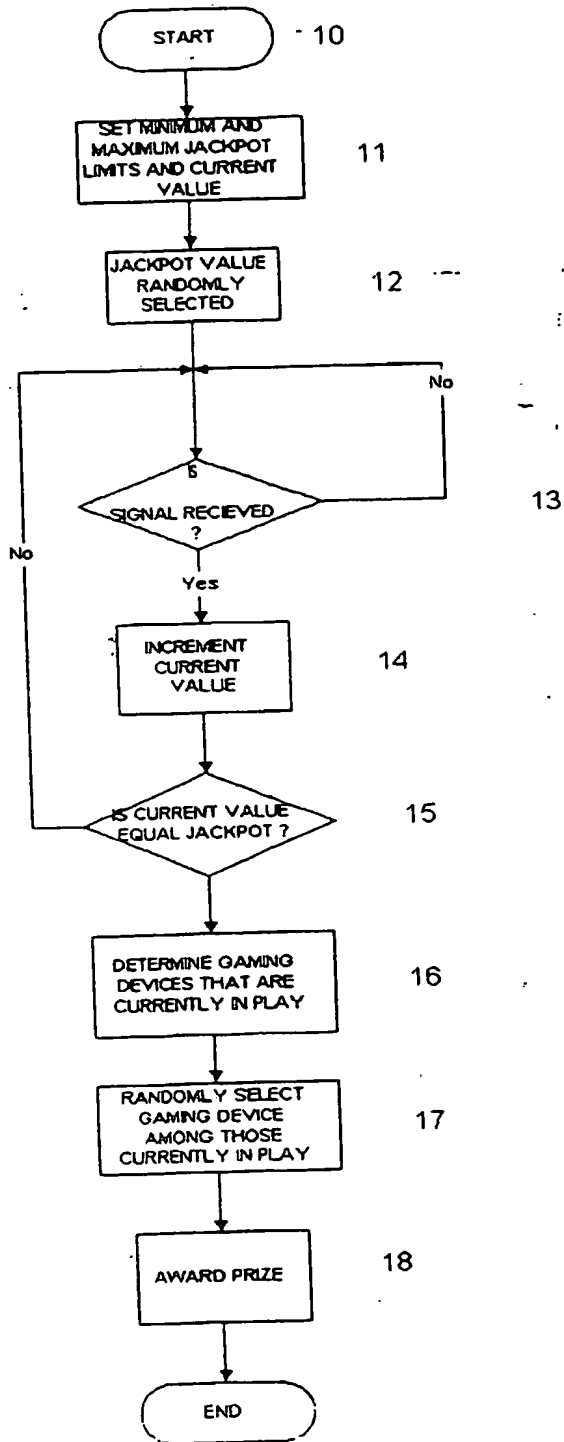 START
10
SET MINIMUM AND
MAXIMUM JACKPOT
LIMITS AND CURRENT
VALUE
11
JACKPOT VALUE
RANDOMLY
SELECTED
12
No
IS
SIGNAL RECIEVED
?
13
No
Yes
INCREMENT
CURRENT
VALUE
14
IS CURRENT VALUE
EQUAL JACKPOT ?
15
DETERMINE GAMING
DEVICES THAT ARE
CURRENTLY IN PLAY
16
RANDOMLY SELECT
GAMING DEVICE
AMONG THOSE
CURRENTLY IN PLAY
17
AWARD PRIZE
18
END